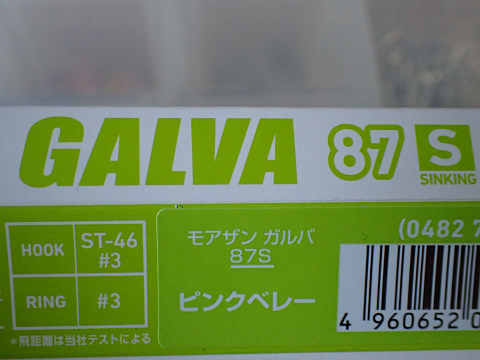 GALVA 87 S
SINKING
HOOK ST-46 #3
RING #3
*飛距離は当社テストによる
モアザン ガルバ
87S
ピンクベレー
(0482 7
4 960652 0